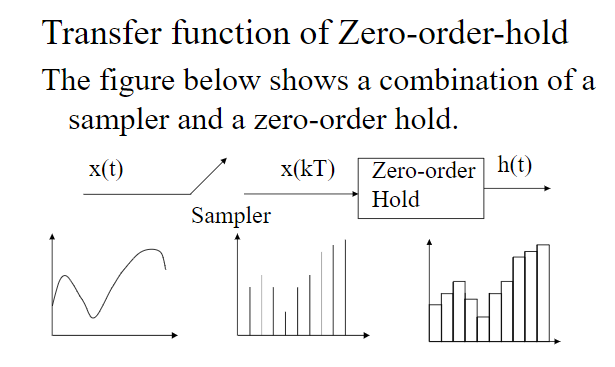 Transfer function of Zero-order-hold
The figure below shows a combination of a
sampler and a zero-order hold.
x(t)
x(kT)
Zero-order
Hold
h(t)
Sampler